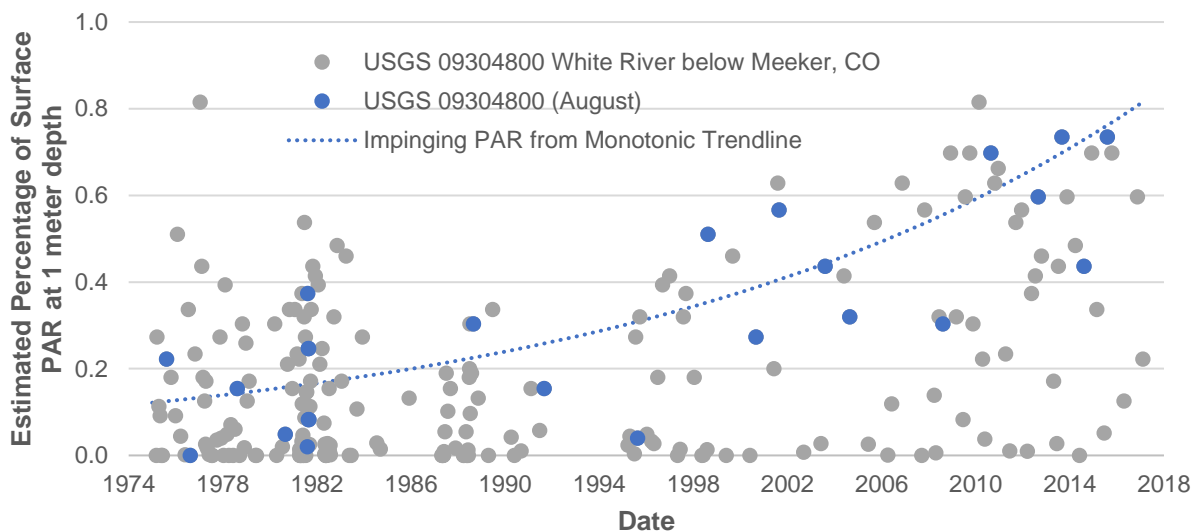 Estimated Percentage of Surface
PAR at 1 meter depth
1.0
0.8
0.6
0.4
0.2
0.0
USGS 09304800 White River below Meeker, CO
USGS 09304800 (August)
Impinging PAR from Monotonic Trendline
1974 1978 1982 1986 1990 1994 1998 2002 2006 2010 2014 2018
Date